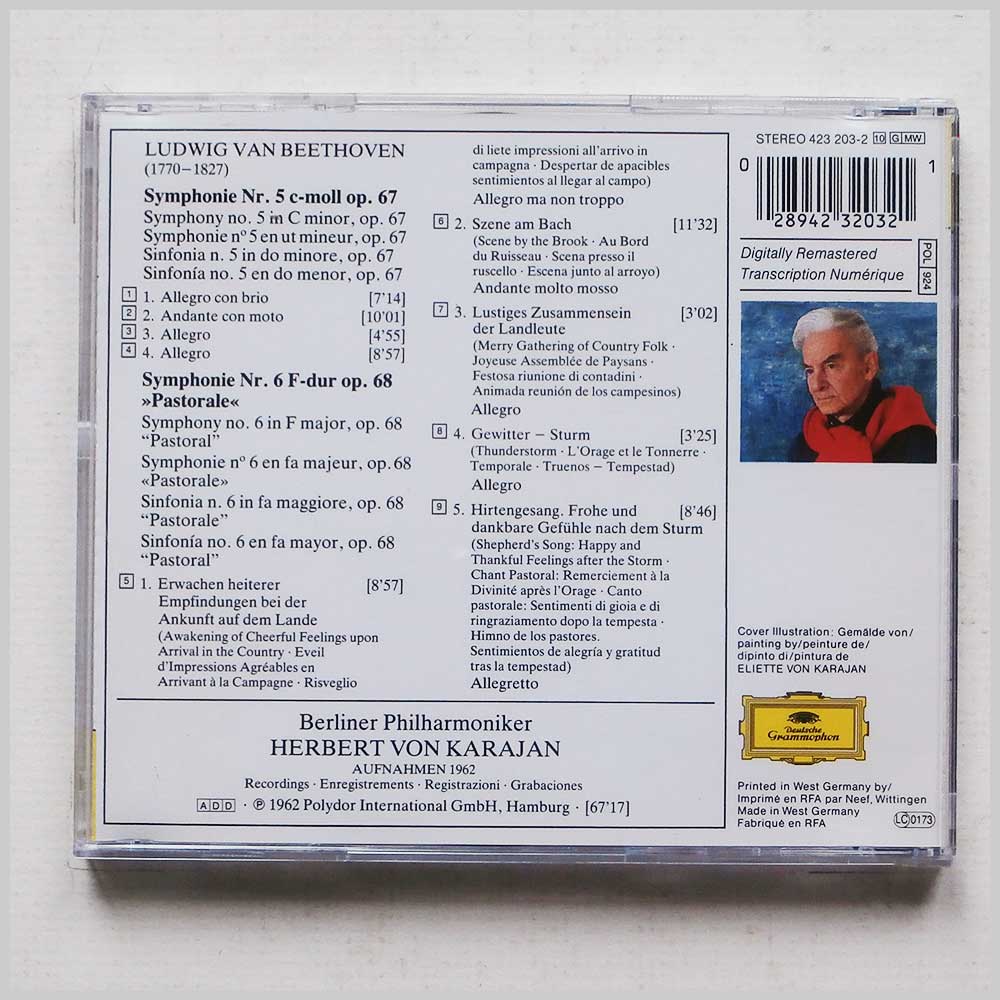 LUDWIG VAN BEETHOVEN
(1770–1827)
Symphonie Nr. 5 c-moll op. 67
Symphony no. 5 in C minor, op. 67
Symphonie n° 5 en ut mineur, op. 67
Sinfonia n. 5 in do minore, op. 67
Sinfonía no. 5 en do menor, op. 67
1 1. Allegro con brio [7'14]
2 2. Andante con moto [10'01]
3 3. Allegro [4'55]
4 4. Allegro [8'57]
Symphonie Nr. 6 F-dur op. 68
»Pastorale«
Symphony no. 6 in F major, op. 68
“Pastoral”
Symphonie n° 6 en fa majeur, op. 68
«Pastorale»
Sinfonia n. 6 in fa maggiore, op. 68
“Pastorale”
Sinfonía no. 6 en fa mayor, op. 68
“Pastoral”
5 1. Erwachen heiterer [8'57]
Empfindungen bei der
Ankunft auf dem Lande
(Awakening of Cheerful Feelings upon
Arrival in the Country · Eveil
d'Impressions Agréables en
Arrivant à la Campagne · Risveglio
di liete impressioni all'arrivo in
campagna · Despertar de apacibles
sentimientos al llegar al campo)
Allegro ma non troppo
6 2. Szene am Bach [11'32]
(Scene by the Brook · Au Bord
du Ruisseau · Scena presso il
ruscello · Escena junto al arroyo)
Andante molto mosso
7 3. Lustiges Zusammensein [3'02]
der Landleute
(Merry Gathering of Country Folk ·
Joyeuse Assemblée de Paysans ·
Festosa riunione di contadini ·
Animada reunión de los campesinos)
Allegro
8 4. Gewitter – Sturm [3'25]
(Thunderstorm · L'Orage et le Tonnerre ·
Temporale · Truenos – Tempestad)
Allegro
9 5. Hirtengesang. Frohe und [8'46]
dankbare Gefühle nach dem Sturm
(Shepherd's Song: Happy and
Thankful Feelings after the Storm ·
Chant Pastoral: Remerciement à la
Divinité après l'Orage · Canto
pastorale: Sentimenti di gioia e di
ringraziamento dopo la tempesta ·
Himno de los pastores.
Sentimientos de alegría y gratitud
tras la tempestad)
Allegretto
Berliner Philharmoniker
HERBERT VON KARAJAN
AUFNAHMEN 1962
Recordings · Enregistrements · Registrazioni · Grabaciones
ADD · ℗ 1962 Polydor International GmbH, Hamburg · [67'17]
STEREO 423 203-2 10 G MW
0 28942 32032 1
Digitally Remastered
Transcription Numérique
POL 924
Cover Illustration: Gemälde von/
painting by/peinture de/
dipinto di/pintura de
ELIETTE VON KARAJAN
Deutsche
Grammophon
Printed in West Germany by/
Imprimé en RFA par Neef, Wittingen
Made in West Germany
Fabriqué en RFA
LC 0173